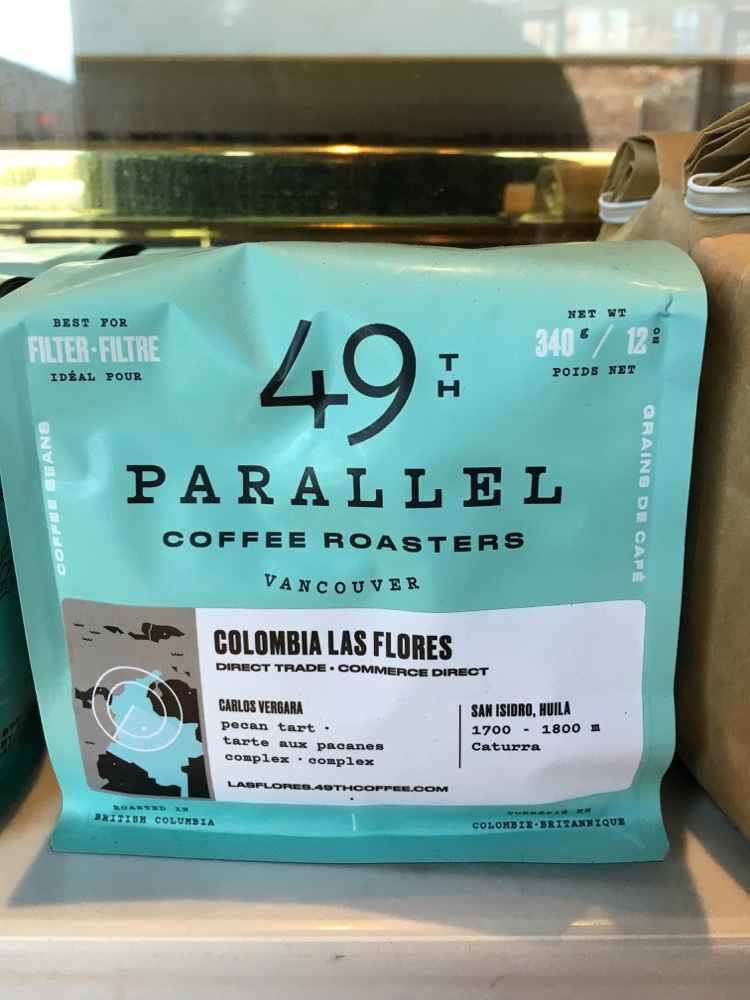 BEST FOR
FILTER·FILTRE
IDÉAL POUR
NET WT
340 g / 12 oz
POIDS NET
49TH
PARALLEL
COFFEE ROASTERS
VANCOUVER
COFFEE BEANS
GRAINS DE CAFÉ
COLOMBIA LAS FLORES
DIRECT TRADE • COMMERCE DIRECT
CARLOS VERGARA
pecan tart ·
tarte aux pacanes
complex · complex
SAN ISIDRO, HUILA
1700 - 1800 m
Caturra
LASFLORES.49THCOFFEE.COM
ROASTED IN
BRITISH COLUMBIA
TORRÉFIÉ EN
COLOMBIE-BRITANNIQUE